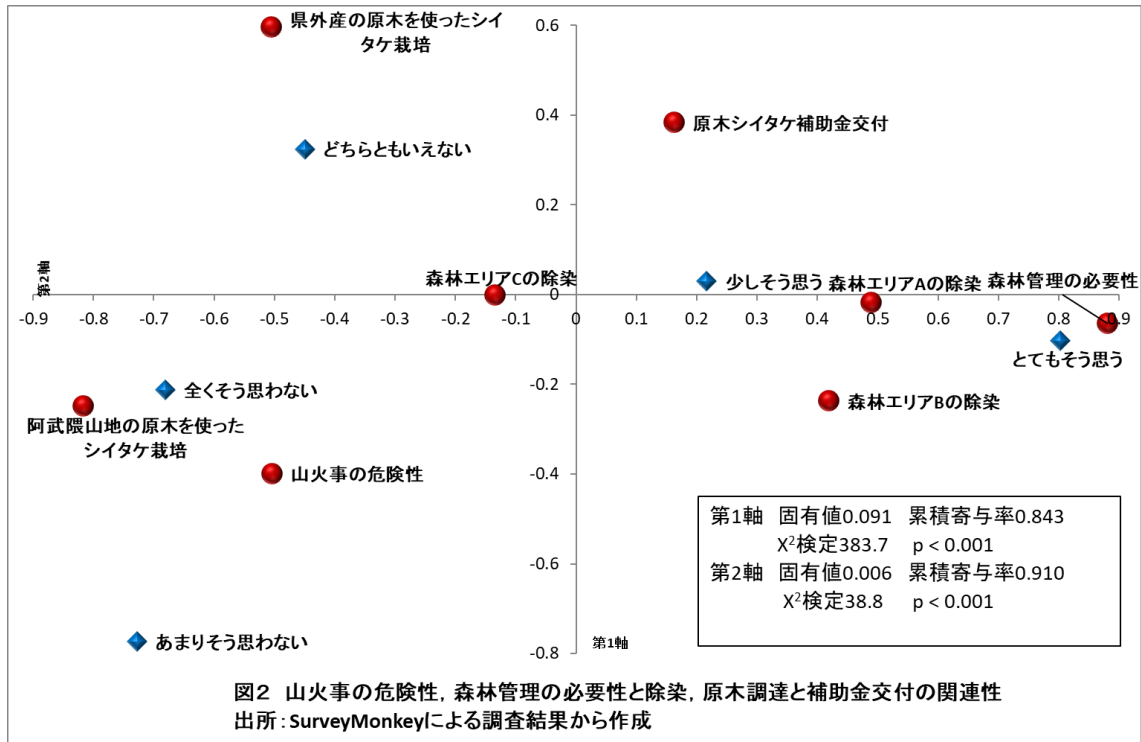 県外産の原木を使ったシイ
タケ栽培
0.6
原木シイタケ補助金交付
0.4
どちらともいえない
0.2
第2軸
森林エリアCの除染
少しそう思う
森林エリアAの除染
森林管理の必要性
0
-0.9
-0.8
-0.7
-0.6
-0.5
-0.4
-0.3
-0.2
-0.1
0
0.1
0.2
0.3
0.4
0.5
0.6
0.7
0.8
0.9
とてもそう思う
全くそう思わない
-0.2
森林エリアBの除染
阿武隈山地の原木を使った
シイタケ栽培
山火事の危険性
-0.4
第1軸 固有値0.091 累積寄与率0.843
X²検定383.7 p < 0.001
第2軸 固有値0.006 累積寄与率0.910
X²検定38.8 p < 0.001
-0.6
あまりそう思わない
第1軸
-0.8
図2 山火事の危険性, 森林管理の必要性と除染, 原木調達と補助金交付の関連性
出所:SurveyMonkeyによる調査結果から作成